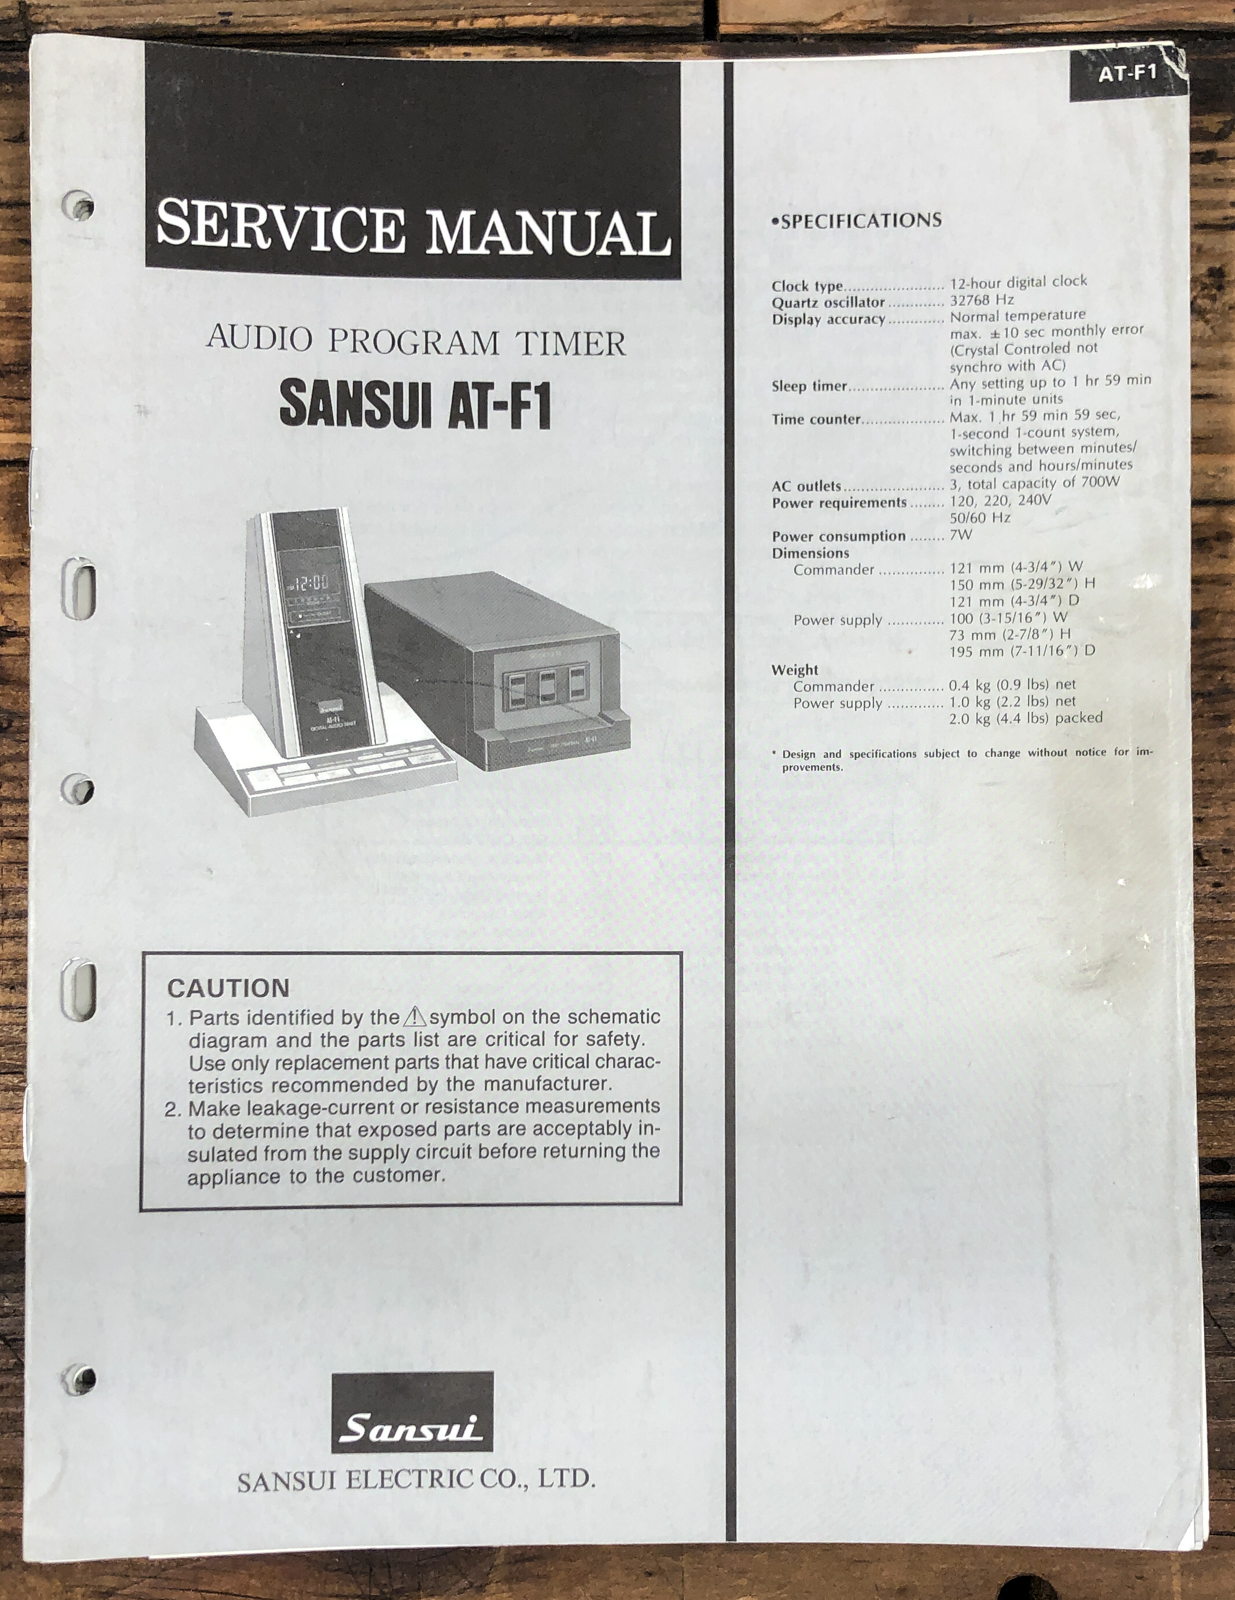 AT-F1
SERVICE MANUAL
AUDIO PROGRAM TIMER
SANSUI AT-F1
12:00
Sansui
AT-F1
DIGITAL AUDIO TIMER
AT-F1
CAUTION
1. Parts identified by the ⚠ symbol on the schematic
diagram and the parts list are critical for safety.
Use only replacement parts that have critical charac-
teristics recommended by the manufacturer.
2. Make leakage-current or resistance measurements
to determine that exposed parts are acceptably in-
sulated from the supply circuit before returning the
appliance to the customer.
Sansui
SANSUI ELECTRIC CO., LTD.
•SPECIFICATIONS
Clock type ...................... 12-hour digital clock
Quartz oscillator ............. 32768 Hz
Display accuracy ............. Normal temperature
max. ±10 sec monthly error
(Crystal Controled not
synchro with AC)
Sleep timer ...................... Any setting up to 1 hr 59 min
in 1-minute units
Time counter ................... Max. 1 hr 59 min 59 sec,
1-second 1-count system,
switching between minutes/
seconds and hours/minutes
AC outlets ....................... 3, total capacity of 700W
Power requirements ........ 120, 220, 240V
50/60 Hz
Power consumption ........ 7W
Dimensions
Commander ............... 121 mm (4-3/4") W
150 mm (5-29/32") H
121 mm (4-3/4") D
Power supply ............. 100 (3-15/16") W
73 mm (2-7/8") H
195 mm (7-11/16") D
Weight
Commander ............... 0.4 kg (0.9 lbs) net
Power supply ............. 1.0 kg (2.2 lbs) net
2.0 kg (4.4 lbs) packed
* Design and specifications subject to change without notice for im-
provements.